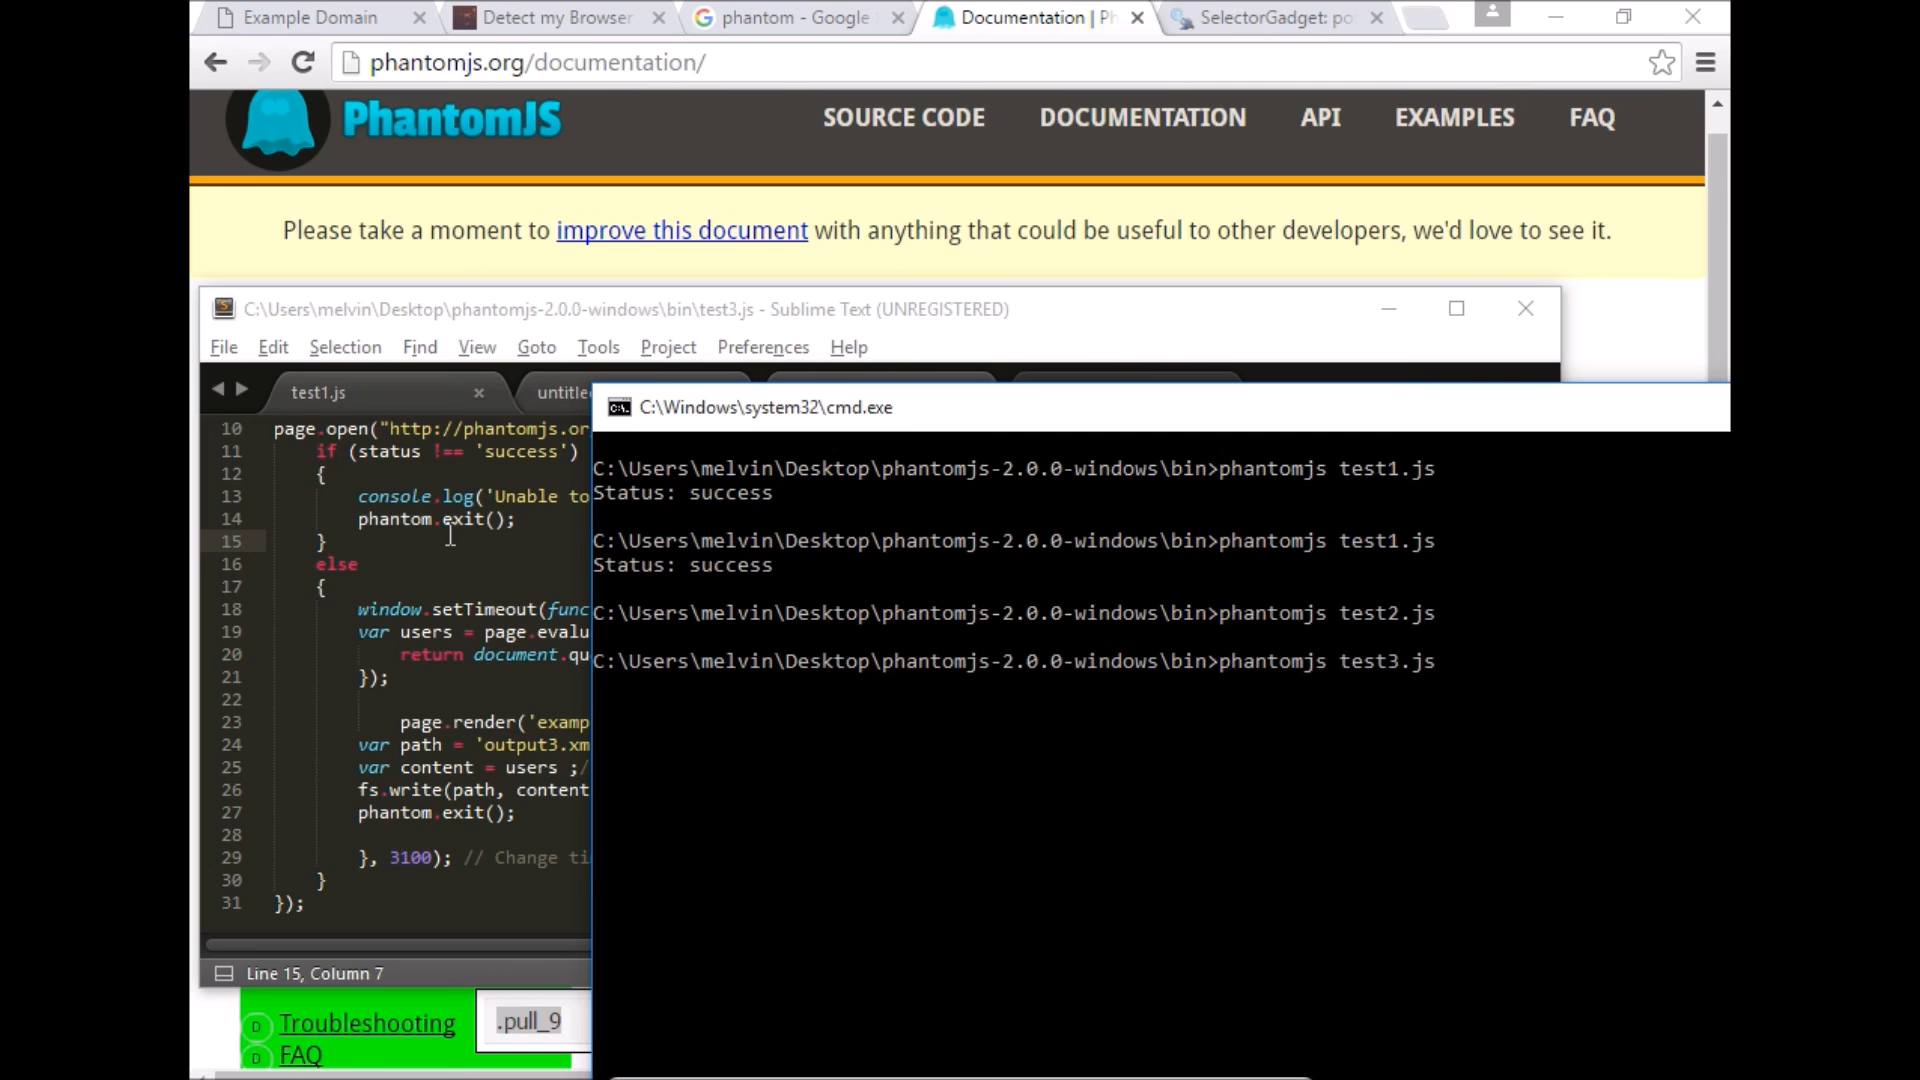 Example Domain
Detect my Browser
phantom - Google
Documentation | Ph
SelectorGadget: po
phantomjs.org/documentation/
PhantomJS
SOURCE CODE
DOCUMENTATION
API
EXAMPLES
FAQ
Please take a moment to improve this document with anything that could be useful to other developers, we'd love to see it.
C:\Users\melvin\Desktop\phantomjs-2.0.0-windows\bin\test3.js - Sublime Text (UNREGISTERED)
File Edit Selection Find View Goto Tools Project Preferences Help
test1.js
untitle
10 page.open("http://phantomjs.or
11 if (status !== 'success')
12 {
13 console.log('Unable to
14 phantom.exit();
15 }
16 else
17 {
18 window.setTimeout(func
19 var users = page.evalu
20 return document.qu
21 });
22
23 page.render('examp
24 var path = 'output3.xm
25 var content = users ;/
26 fs.write(path, content
27 phantom.exit();
28
29 }, 3100); // Change ti
30 }
31 });
Line 15, Column 7
C:\Windows\system32\cmd.exe
C:\Users\melvin\Desktop\phantomjs-2.0.0-windows\bin>phantomjs test1.js
Status: success
C:\Users\melvin\Desktop\phantomjs-2.0.0-windows\bin>phantomjs test1.js
Status: success
C:\Users\melvin\Desktop\phantomjs-2.0.0-windows\bin>phantomjs test2.js
C:\Users\melvin\Desktop\phantomjs-2.0.0-windows\bin>phantomjs test3.js
D Troubleshooting
D FAQ
.pull_9